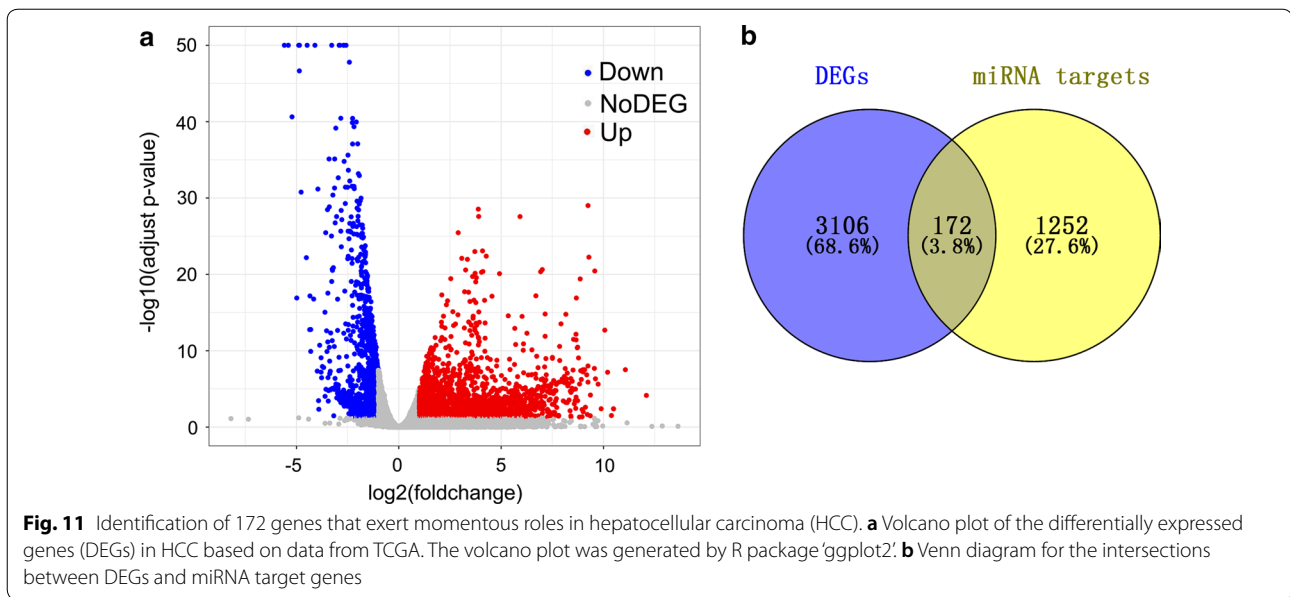 a
50
40
30
20
10
0
-log10(adjust p-value)
Down
NoDEG
Up
-5
0
5
10
log2(foldchange)
b
DEGs
miRNA targets
3106
(68.6%)
172
(3.8%)
1252
(27.6%)
Fig. 11 Identification of 172 genes that exert momentous roles in hepatocellular carcinoma (HCC). a Volcano plot of the differentially expressed
genes (DEGs) in HCC based on data from TCGA. The volcano plot was generated by R package ‘ggplot2’. b Venn diagram for the intersections
between DEGs and miRNA target genes